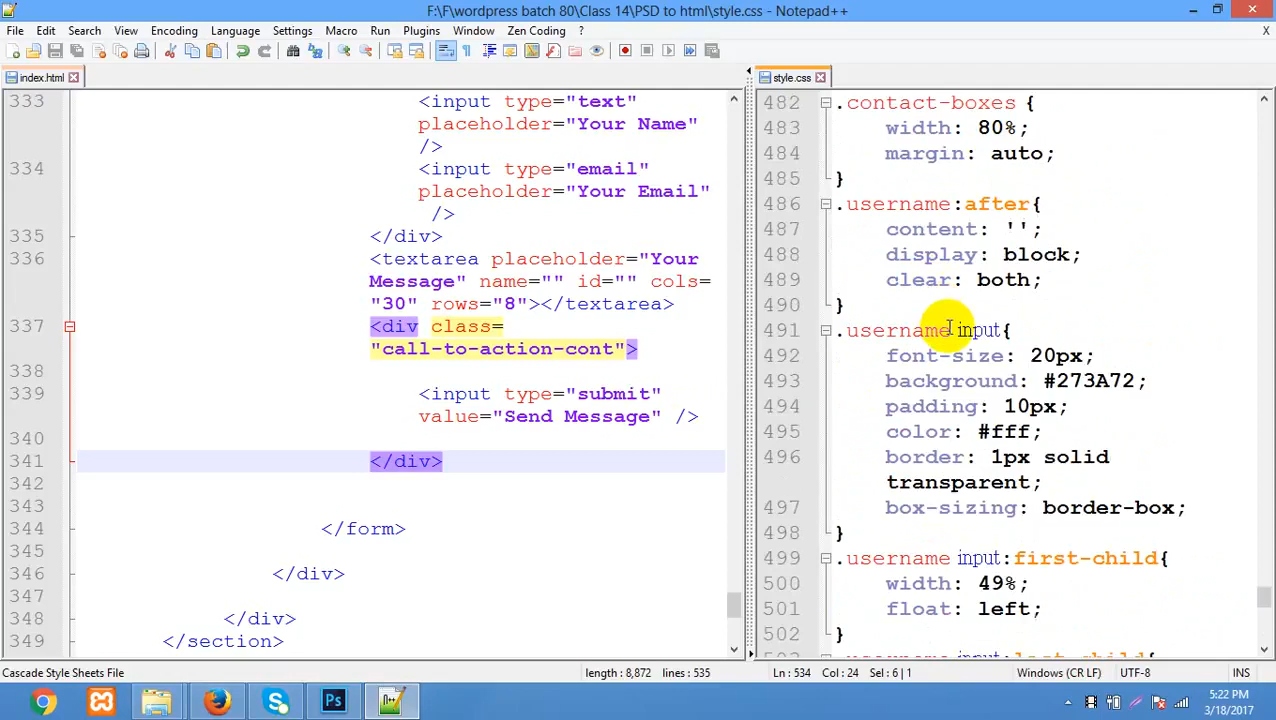 F:\F\wordpress batch 80\Class 14\PSD to html\style.css - Notepad++
File Edit Search View Encoding Language Settings Macro Run Plugins Window Zen Coding ? X
index.html
style.css
333 <input type="text"
placeholder="Your Name"
/>
334 <input type="email"
placeholder="Your Email"
/>
335 </div>
336 <textarea placeholder="Your
Message" name="" id="" cols=
"30" rows="8"></textarea>
337 <div class=
"call-to-action-cont">
338
339 <input type="submit"
value="Send Message" />
340
341 </div>
342
343
344 </form>
345
346 </div>
347
348 </div>
349 </section>
482 .contact-boxes {
483 width: 80%;
484 margin: auto;
485 }
486 .username:after{
487 content: '';
488 display: block;
489 clear: both;
490 }
491 .username input{
492 font-size: 20px;
493 background: #273A72;
494 padding: 10px;
495 color: #fff;
496 border: 1px solid
transparent;
497 box-sizing: border-box;
498 }
499 .username input:first-child{
500 width: 49%;
501 float: left;
502 }
503 .username input:last-child{
Cascade Style Sheets File length : 8,872 lines : 535 Ln : 534 Col : 24 Sel : 6 | 1 Windows (CR LF) UTF-8 INS
Ps
5:22 PM
3/18/2017